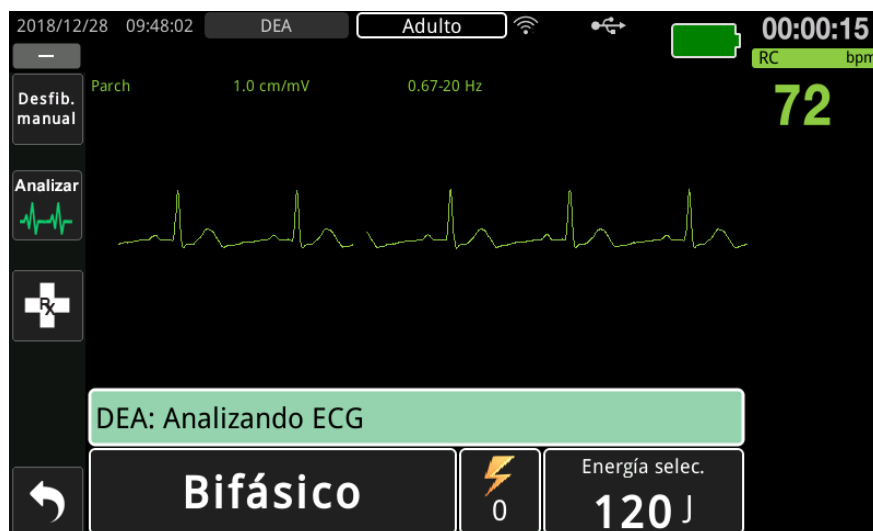 2018/12/28 09:48:02 DEA Adulto 00:00:15
RC bpm
Desfib.
manual
Parch 1.0 cm/mV 0.67-20 Hz
72
Analizar
Rx
DEA: Analizando ECG
Bifásico
0
Energía selec.
120 J